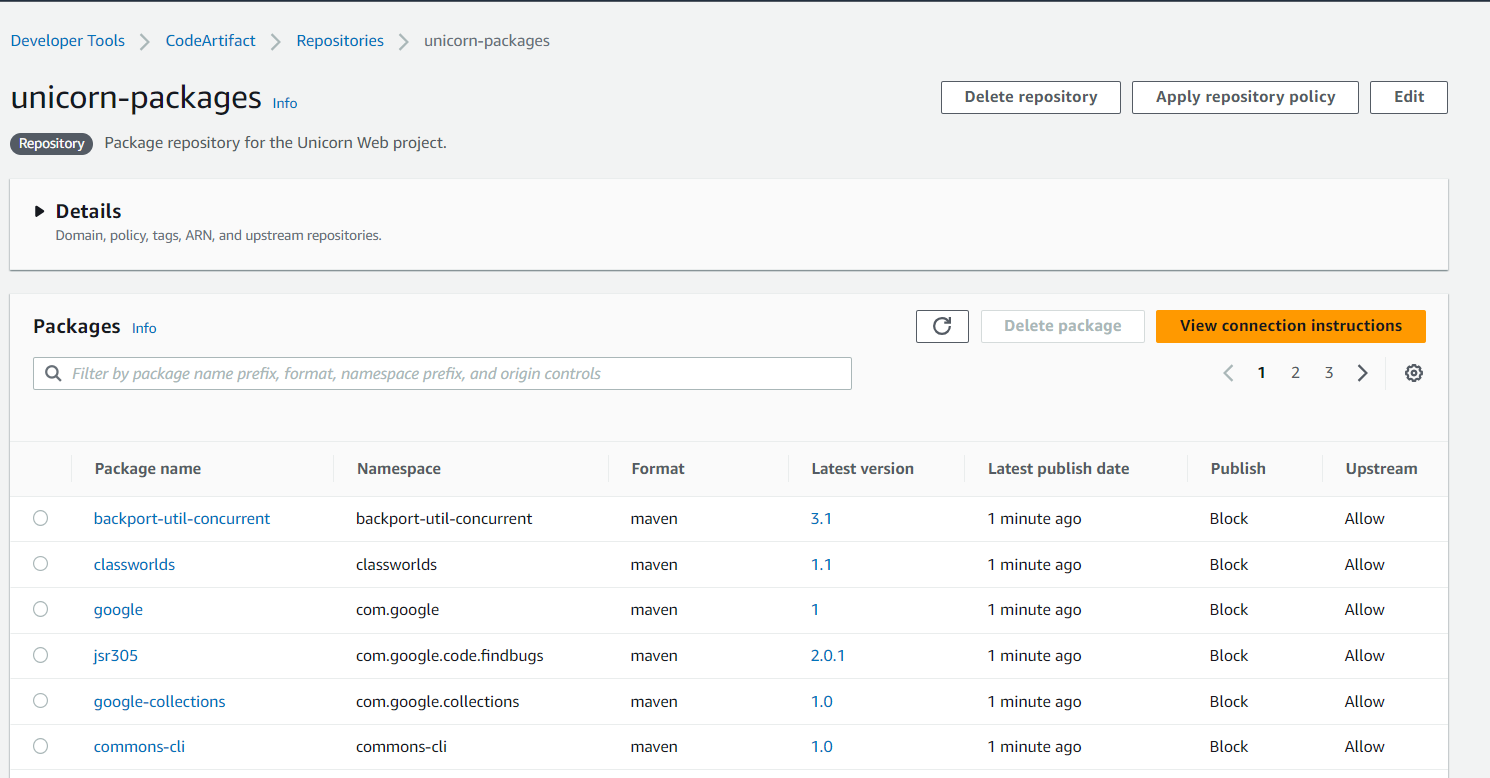 Developer Tools CodeArtifact Repositories unicorn-packages
unicorn-packages Info Delete repository Apply repository policy Edit
Repository Package repository for the Unicorn Web project.
Details
Domain, policy, tags, ARN, and upstream repositories.
Packages Info Delete package View connection instructions
Filter by package name prefix, format, namespace prefix, and origin controls 1 2 3
Package name Namespace Format Latest version Latest publish date Publish Upstream
backport-util-concurrent backport-util-concurrent maven 3.1 1 minute ago Block Allow
classworlds classworlds maven 1.1 1 minute ago Block Allow
google com.google maven 1 1 minute ago Block Allow
jsr305 com.google.code.findbugs maven 2.0.1 1 minute ago Block Allow
google-collections com.google.collections maven 1.0 1 minute ago Block Allow
commons-cli commons-cli maven 1.0 1 minute ago Block Allow